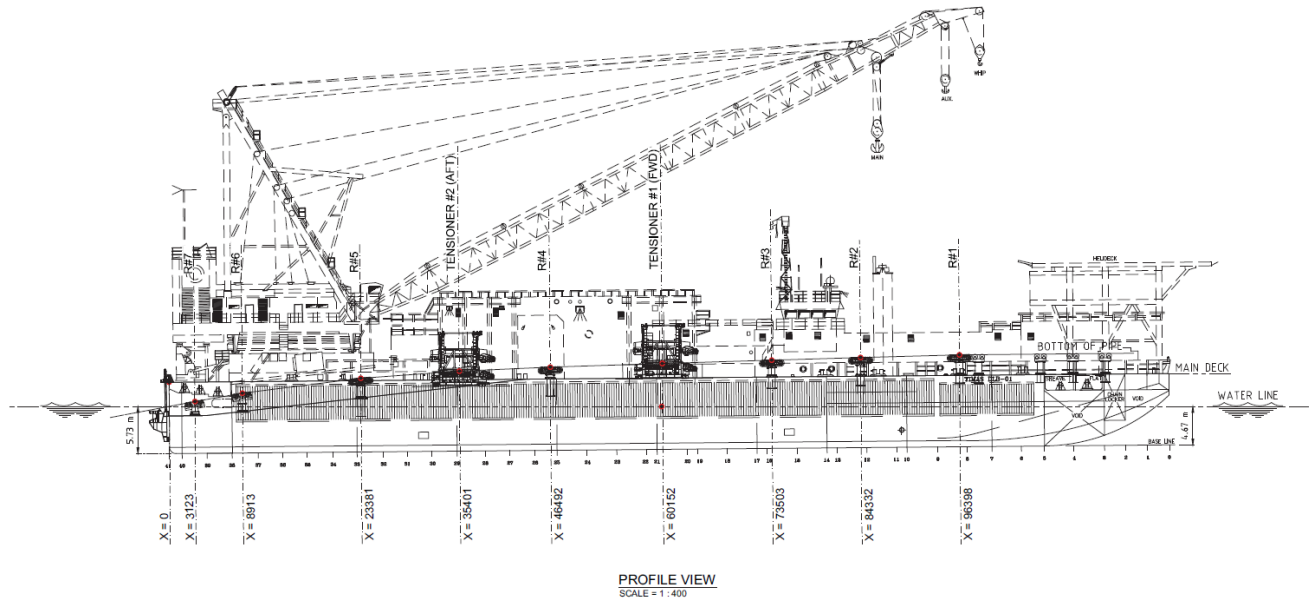 WHIP
AUX.
MAIN
TENSIONER #2 (AFT)
TENSIONER #1 (FWD)
R#7
R#6
R#5
R#4
R#3
R#2
R#1
HELIDECK
BOTTOM OF PIPE
MAIN DECK
WATER LINE
CHAIN
LOCKER
VOID
VOID
5.73 m
4.67 m
BASE LINE
X = 0
X = 3123
X = 8913
X = 23381
X = 35401
X = 46492
X = 60152
X = 73503
X = 84332
X = 96398
PROFILE VIEW
SCALE = 1 : 400